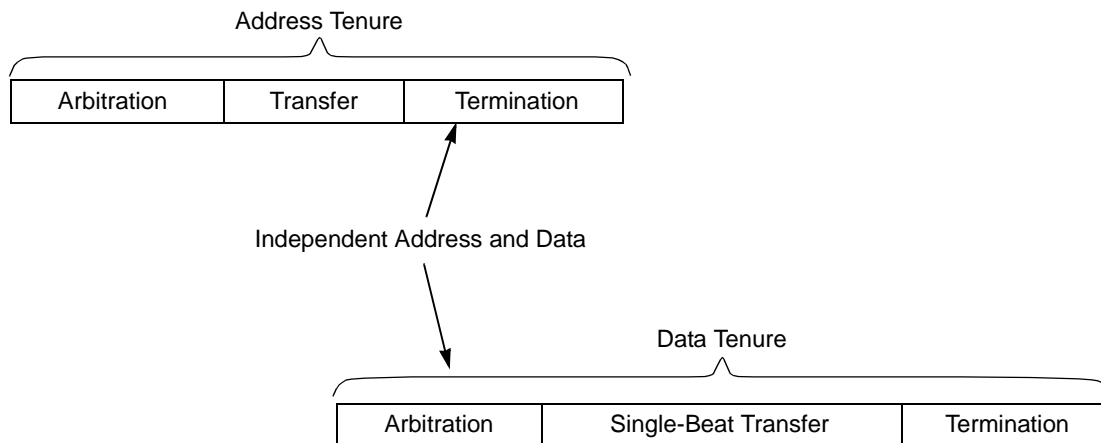 Address Tenure
Arbitration Transfer Termination
Independent Address and Data
Data Tenure
Arbitration Single-Beat Transfer Termination